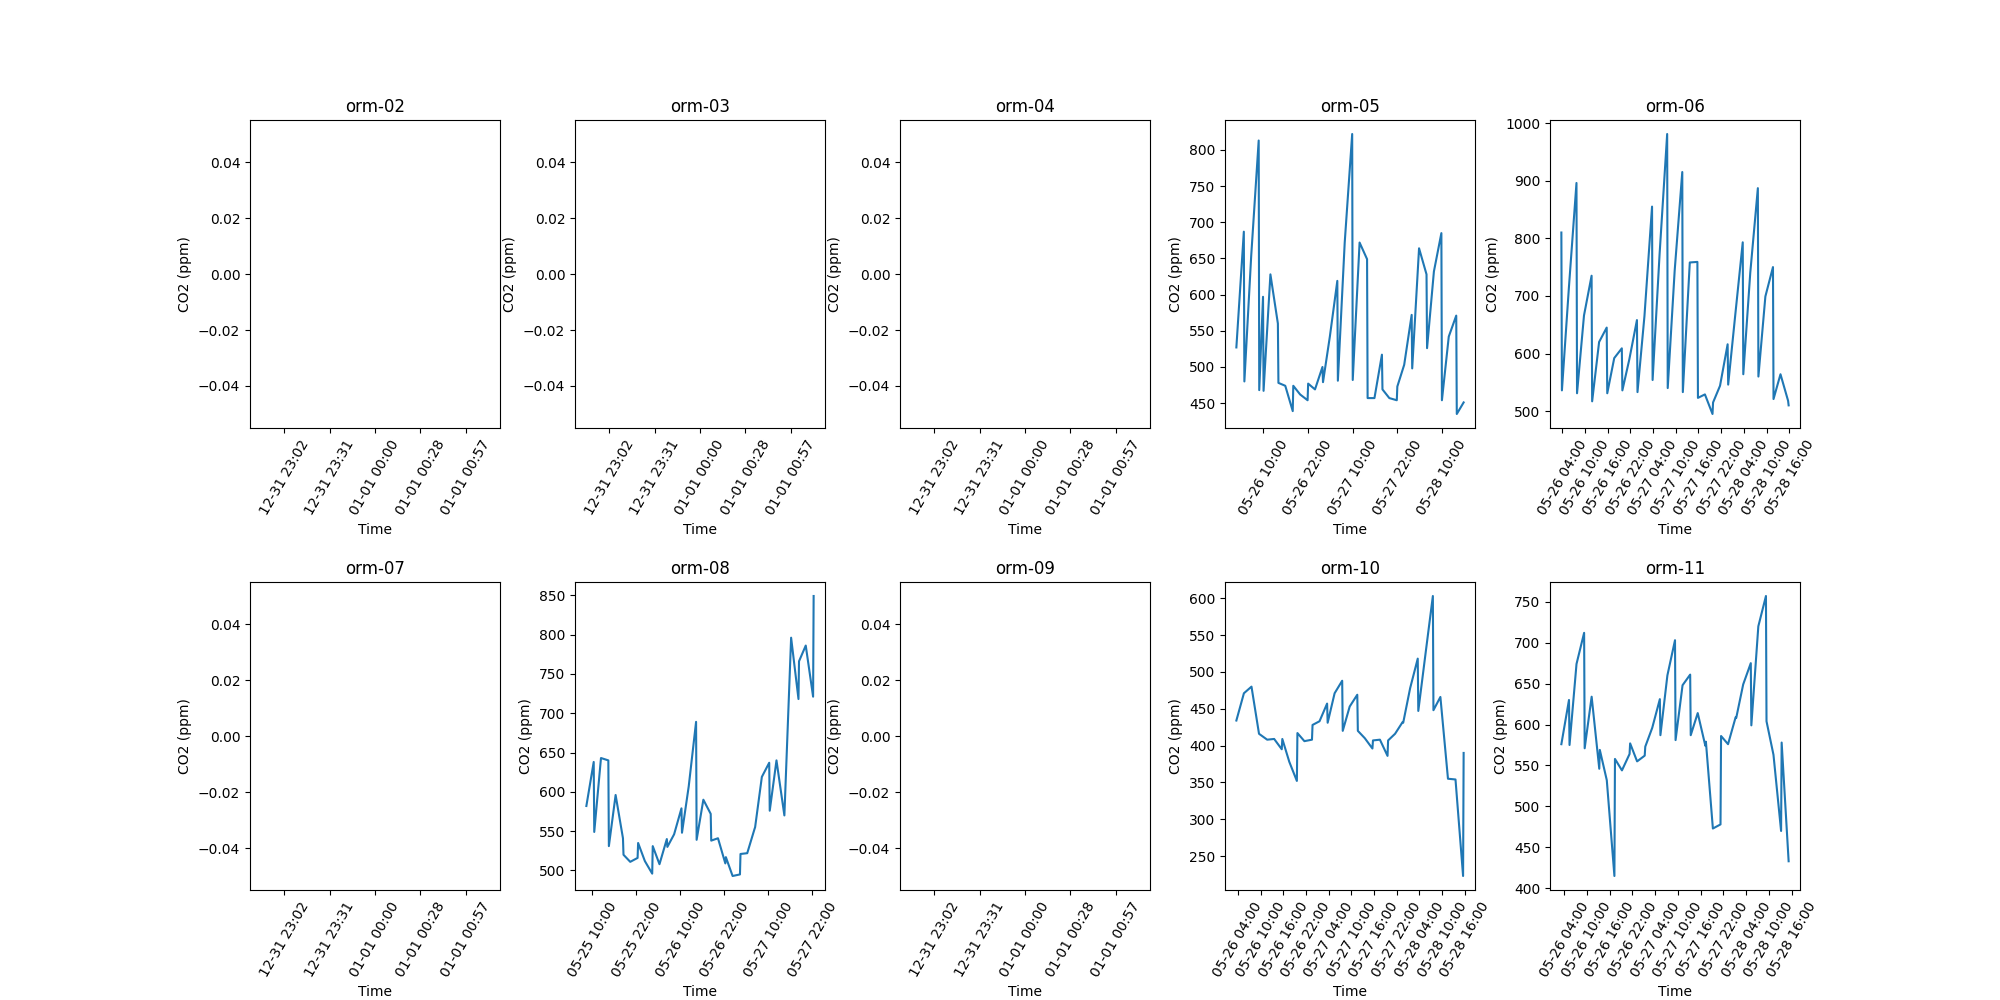 orm-02 orm-03 orm-04 orm-05 orm-06
CO2 (ppm)
0.04
0.02
0.00
−0.02
−0.04
12-31 23:02 12-31 23:31 01-01 00:00 01-01 00:28 01-01 00:57
Time
CO2 (ppm)
0.04
0.02
0.00
−0.02
−0.04
12-31 23:02 12-31 23:31 01-01 00:00 01-01 00:28 01-01 00:57
Time
CO2 (ppm)
0.04
0.02
0.00
−0.02
−0.04
12-31 23:02 12-31 23:31 01-01 00:00 01-01 00:28 01-01 00:57
Time
CO2 (ppm)
800
750
700
650
600
550
500
450
05-26 10:00 05-26 22:00 05-27 10:00 05-27 22:00 05-28 10:00
Time
CO2 (ppm)
1000
900
800
700
600
500
05-26 04:00 05-26 10:00 05-26 16:00 05-26 22:00 05-27 04:00 05-27 10:00 05-27 16:00 05-27 22:00 05-28 04:00 05-28 10:00 05-28 16:00
Time
orm-07 orm-08 orm-09 orm-10 orm-11
CO2 (ppm)
0.04
0.02
0.00
−0.02
−0.04
12-31 23:02 12-31 23:31 01-01 00:00 01-01 00:28 01-01 00:57
Time
CO2 (ppm)
850
800
750
700
650
600
550
500
05-25 10:00 05-25 22:00 05-26 10:00 05-26 22:00 05-27 10:00 05-27 22:00
Time
CO2 (ppm)
0.04
0.02
0.00
−0.02
−0.04
12-31 23:02 12-31 23:31 01-01 00:00 01-01 00:28 01-01 00:57
Time
CO2 (ppm)
600
550
500
450
400
350
300
250
05-26 04:00 05-26 10:00 05-26 16:00 05-26 22:00 05-27 04:00 05-27 10:00 05-27 16:00 05-27 22:00 05-28 04:00 05-28 10:00 05-28 16:00
Time
CO2 (ppm)
750
700
650
600
550
500
450
400
05-26 04:00 05-26 10:00 05-26 16:00 05-26 22:00 05-27 04:00 05-27 10:00 05-27 16:00 05-27 22:00 05-28 04:00 05-28 10:00 05-28 16:00
Time